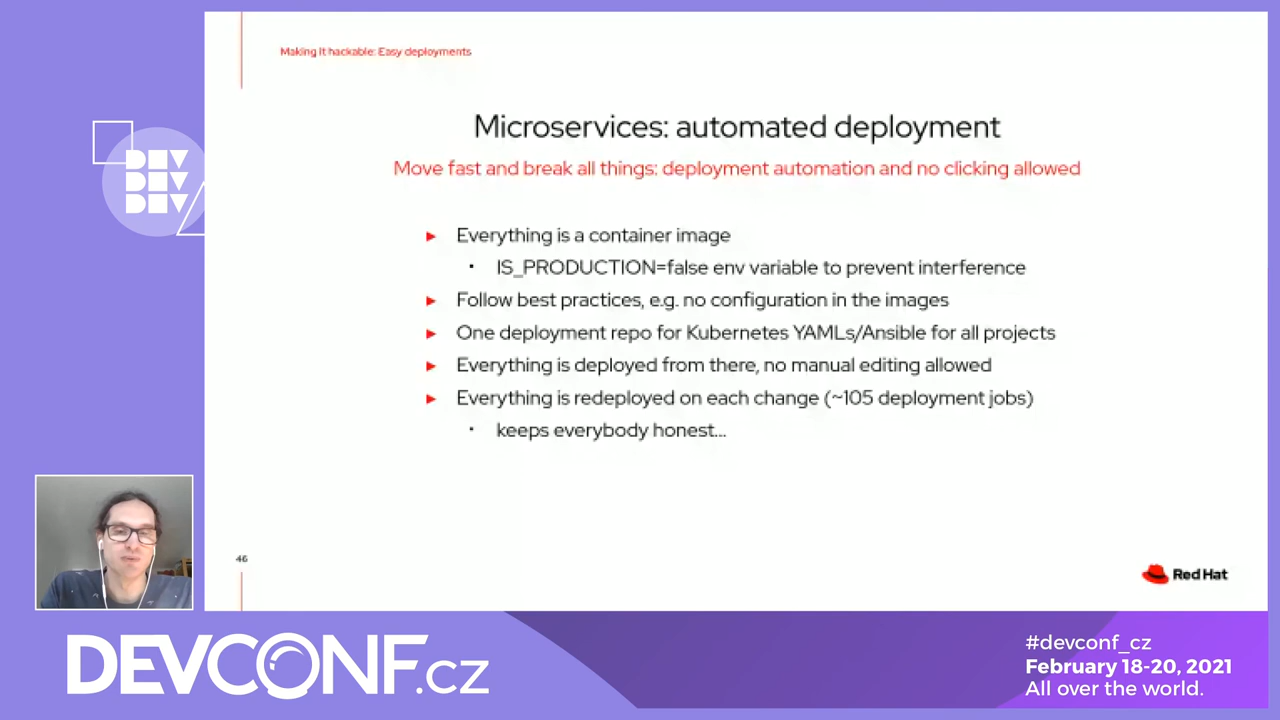 Making it hackable: Easy deployments
Microservices: automated deployment
Move fast and break all things: deployment automation and no clicking allowed
► Everything is a container image
· IS_PRODUCTION=false env variable to prevent interference
► Follow best practices, e.g. no configuration in the images
► One deployment repo for Kubernetes YAMLs/Ansible for all projects
► Everything is deployed from there, no manual editing allowed
► Everything is redeployed on each change (~105 deployment jobs)
· keeps everybody honest...
46
Red Hat
DEV
DEV
DEV
DEVCONF.cz
#devconf_cz
February 18-20, 2021
All over the world.